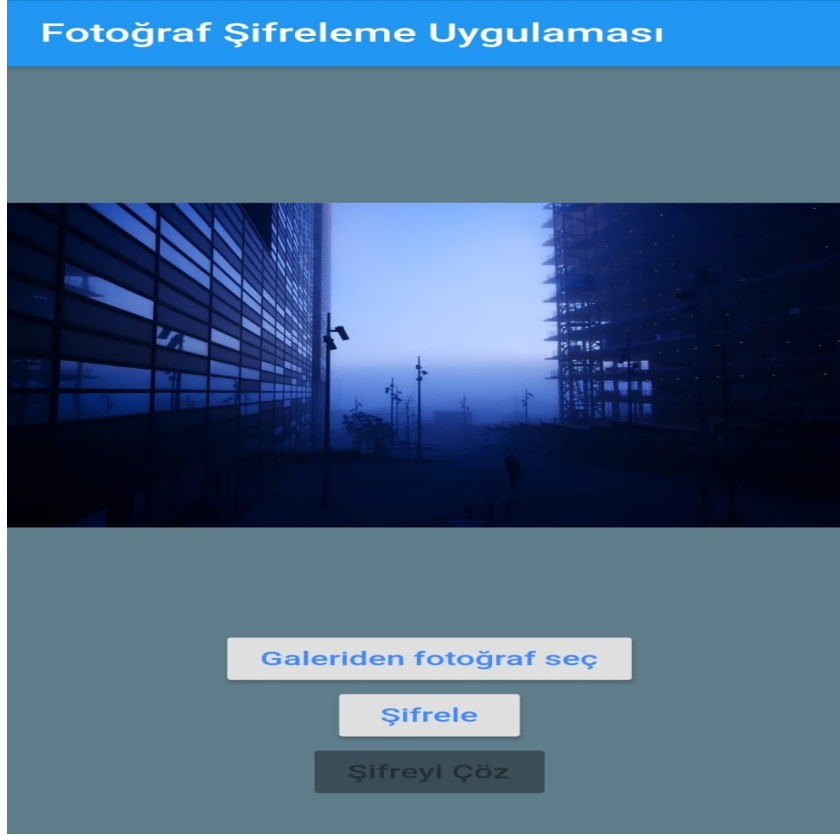 Fotoğraf Şifreleme Uygulaması
Galeriden fotoğraf seç
Şifrele
Şifreyi Çöz